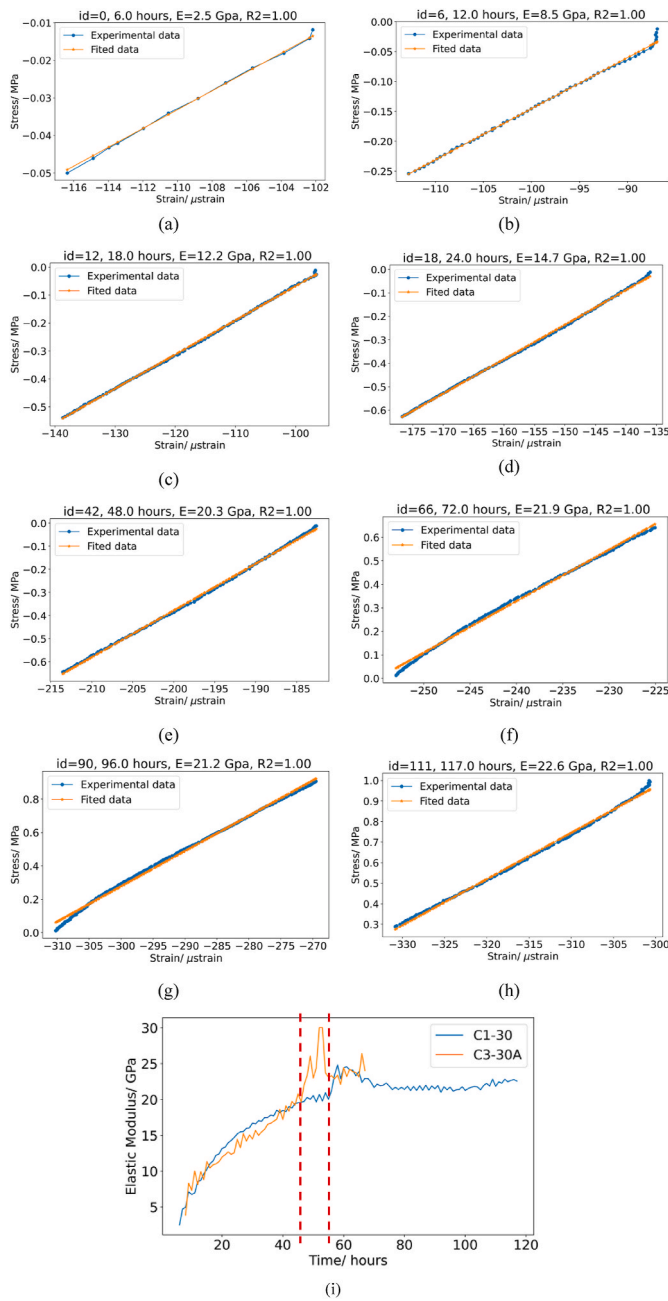 id=0, 6.0 hours, E=2.5 Gpa, R2=1.00
−0.01
−0.02
−0.03
−0.04
−0.05
Stress/ MPa
Experimental data
Fited data
−116 −114 −112 −110 −108 −106 −104 −102
Strain/ μstrain
(a)
id=6, 12.0 hours, E=8.5 Gpa, R2=1.00
0.00
−0.05
−0.10
−0.15
−0.20
−0.25
Stress/ MPa
Experimental data
Fited data
−110 −105 −100 −95 −90
Strain/ μstrain
(b)
id=12, 18.0 hours, E=12.2 Gpa, R2=1.00
0.0
−0.1
−0.2
−0.3
−0.4
−0.5
Stress/ MPa
Experimental data
Fited data
−140 −130 −120 −110 −100
Strain/ μstrain
(c)
id=18, 24.0 hours, E=14.7 Gpa, R2=1.00
0.0
−0.1
−0.2
−0.3
−0.4
−0.5
−0.6
Stress/ MPa
Experimental data
Fited data
−175 −170 −165 −160 −155 −150 −145 −140 −135
Strain/ μstrain
(d)
id=42, 48.0 hours, E=20.3 Gpa, R2=1.00
0.0
−0.1
−0.2
−0.3
−0.4
−0.5
−0.6
Stress/ MPa
Experimental data
Fited data
−215 −210 −205 −200 −195 −190 −185
Strain/ μstrain
(e)
id=66, 72.0 hours, E=21.9 Gpa, R2=1.00
0.6
0.4
0.3
0.2
0.1
0.0
Stress/ MPa
Experimental data
Fited data
−250 −245 −240 −235 −230 −225
Strain/ μstrain
(f)
id=90, 96.0 hours, E=21.2 Gpa, R2=1.00
0.8
0.6
0.4
0.2
0.0
Stress/ MPa
Experimental data
Fited data
−310 −305 −300 −295 −290 −285 −280 −275 −270
Strain/ μstrain
(g)
id=111, 117.0 hours, E=22.6 Gpa, R2=1.00
1.0
0.9
0.8
0.7
0.6
0.5
0.4
0.3
Stress/ MPa
Experimental data
Fited data
−330 −325 −320 −315 −310 −305 −300
Strain/ μstrain
(h)
30
25
20
15
10
5
Elastic Modulus/ GPa
C1-30
C3-30A
20 40 60 80 100 120
Time/ hours
(i)